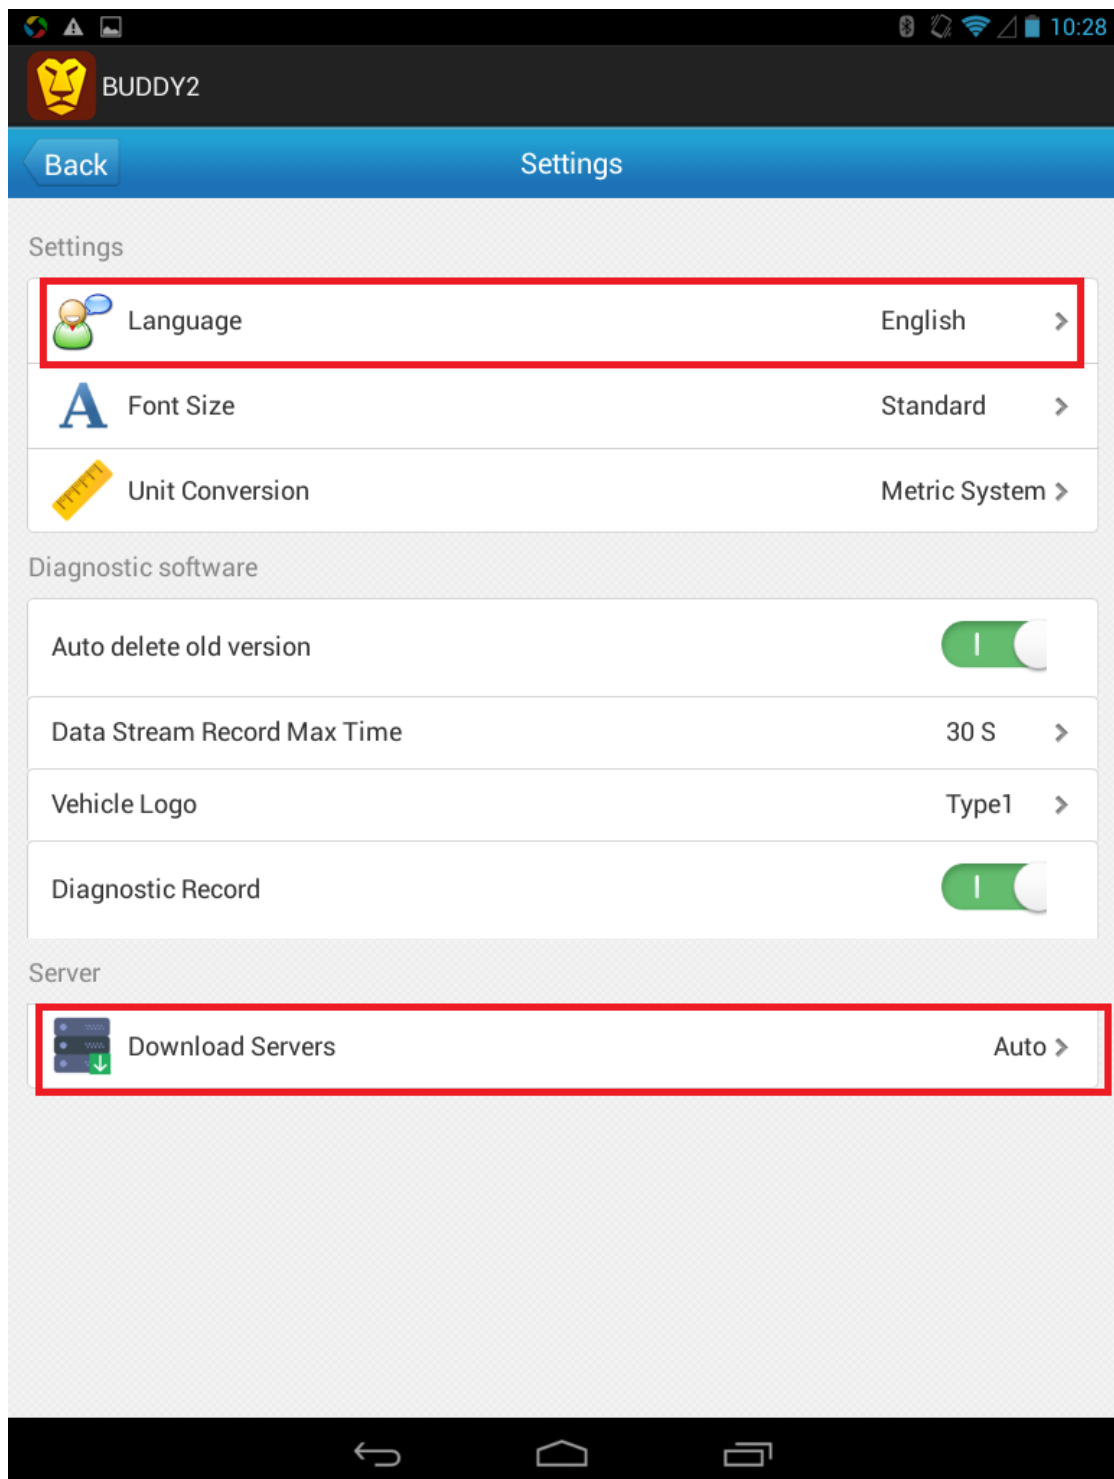 10:28
BUDDY2
Back
Settings
Settings
Language English
Font Size Standard
Unit Conversion Metric System
Diagnostic software
Auto delete old version
Data Stream Record Max Time 30 S
Vehicle Logo Type1
Diagnostic Record
Server
Download Servers Auto